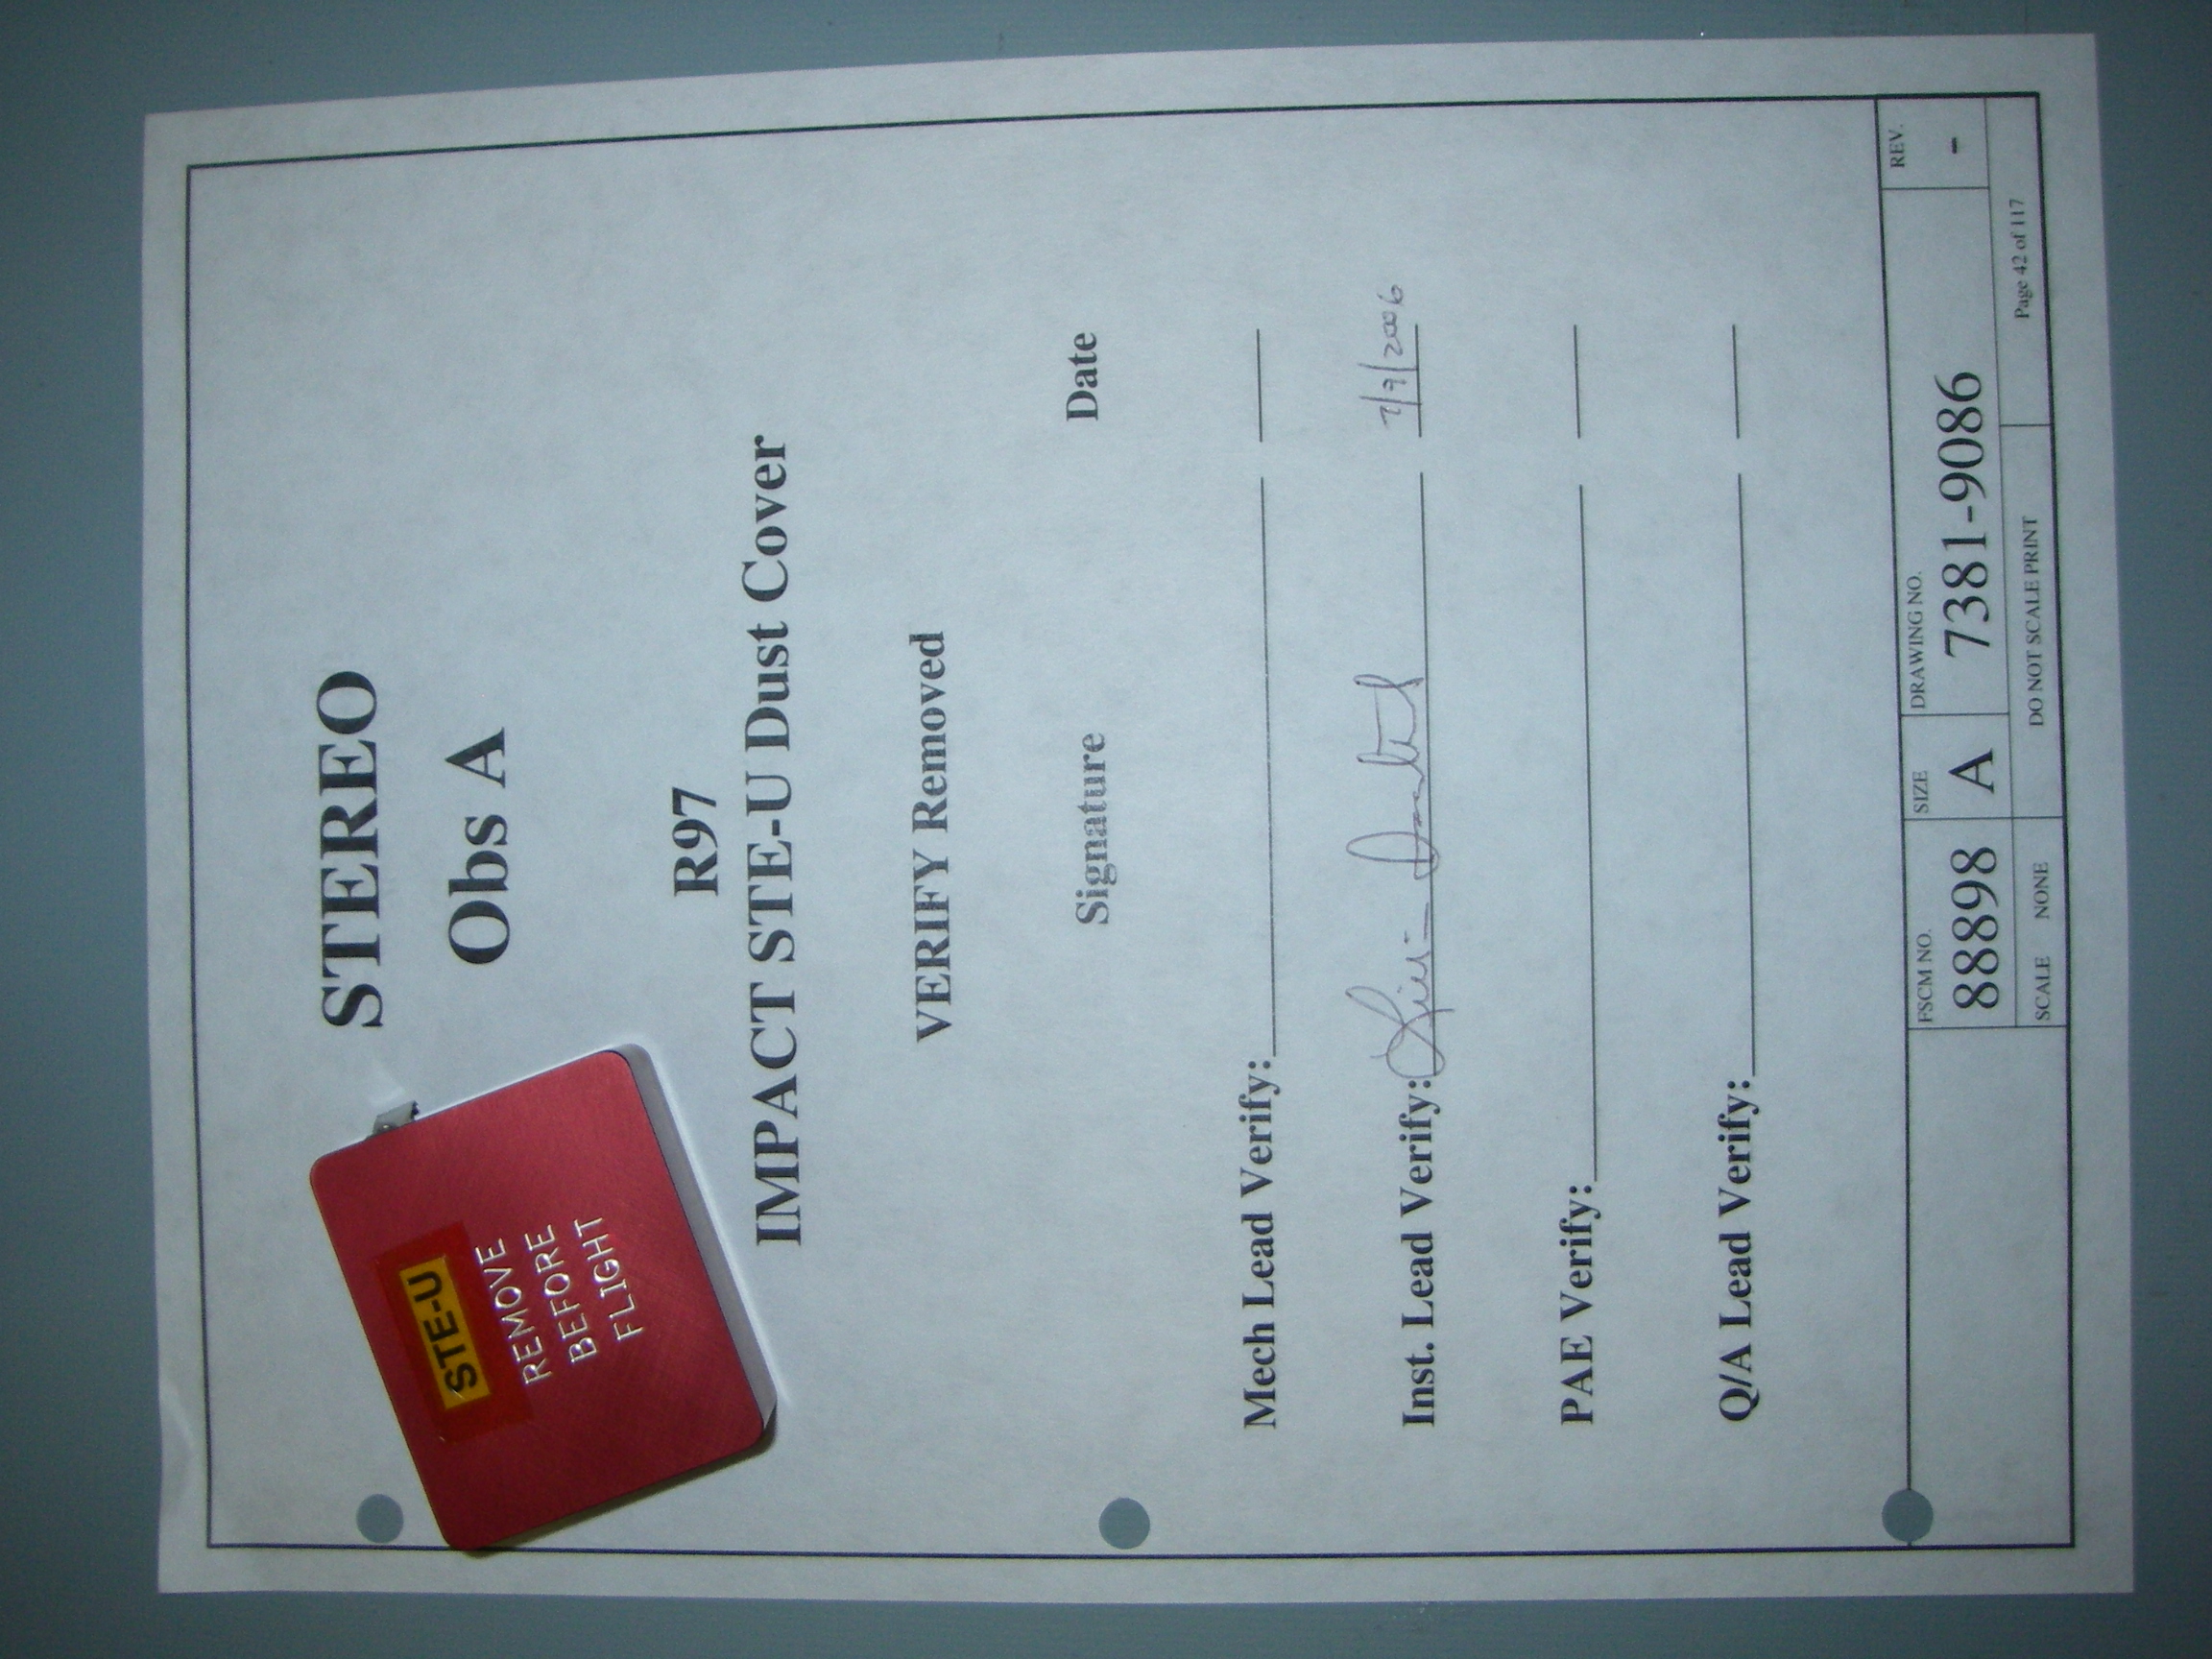 STEREO
Obs A
STE-U
REMOVE
BEFORE
FLIGHT
R97
IMPACT STE-U Dust Cover
VERIFY Removed
Signature Date
Mech Lead Verify:
Inst. Lead Verify: 7/9/2006
PAE Verify:
Q/A Lead Verify:
FSCM NO. SIZE DRAWING NO. REV.
88898 A 7381-9086 -
SCALE NONE DO NOT SCALE PRINT Page 42 of 117